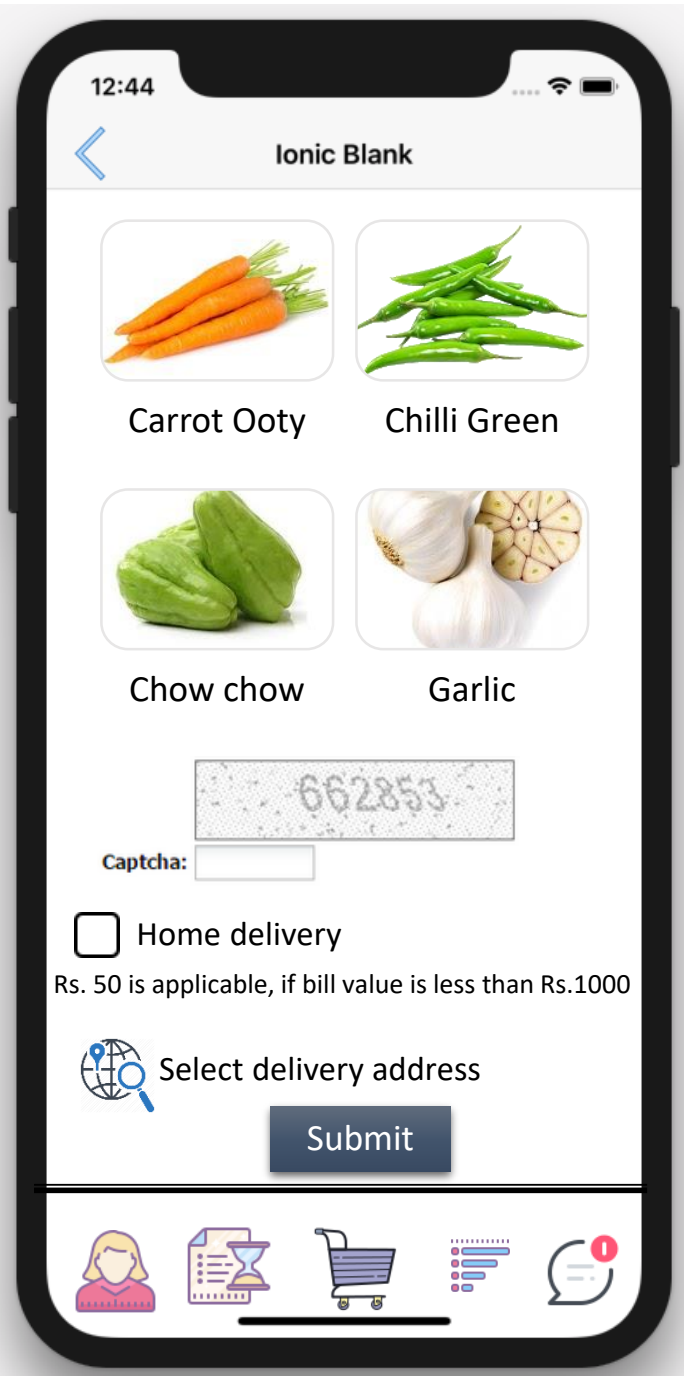 12:44
Ionic Blank
Carrot Ooty Chilli Green
Chow chow Garlic
662853
Captcha:
Home delivery
Rs. 50 is applicable, if bill value is less than Rs.1000
Select delivery address
Submit